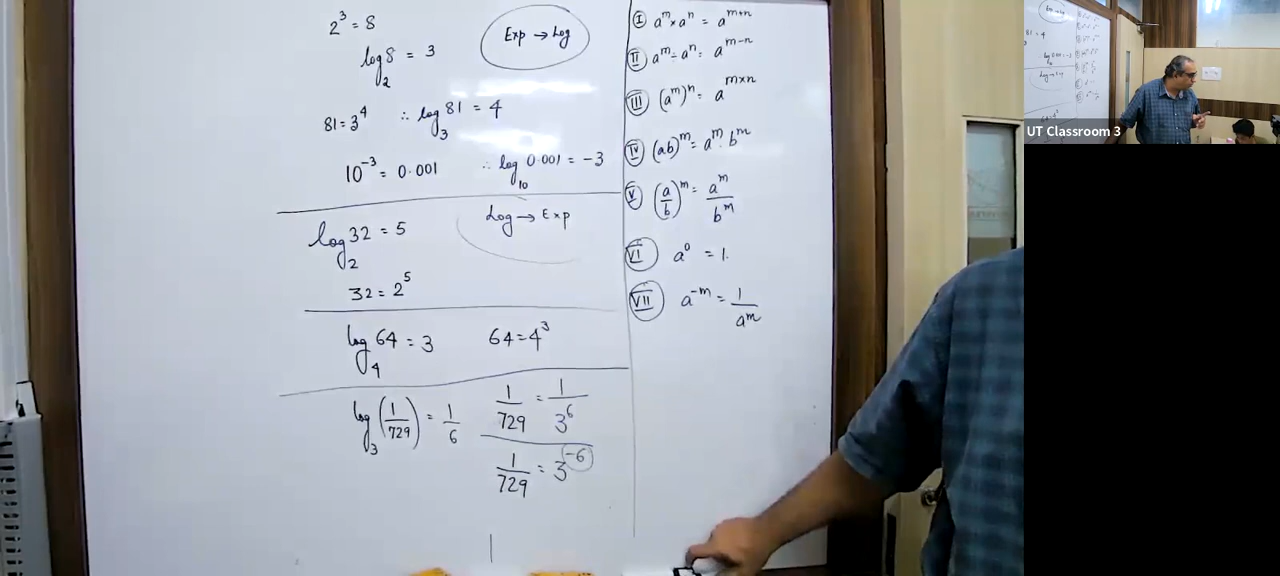 2³ = 8
Exp → Log
log₂ 8 = 3
81 = 3⁴ ∴ log₃ 81 = 4
10⁻³ = 0.001 ∴ log₁₀ 0.001 = -3
Log → Exp
log₂ 32 = 5
32 = 2⁵
log₄ 64 = 3 64 = 4³
log₃ (1/729) = 1/6 1/729 = 1/3⁶
1/729 = 3⁻⁶
I aᵐ × aⁿ = aᵐ⁺ⁿ
II aᵐ ÷ aⁿ = aᵐ⁻ⁿ
III (aᵐ)ⁿ = aᵐˣⁿ
IV (ab)ᵐ = aᵐ · bᵐ
V (a/b)ᵐ = aᵐ/bᵐ
VI a⁰ = 1.
VII a⁻ᵐ = 1/aᵐ
UT Classroom 3